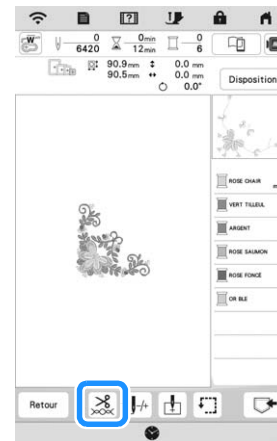 W 0 0min 0
6420 12min 6
90.9mm 0.0 mm
90.5mm 0.0 mm
0.0°
Disposition
ROSE CHAIR
VERT TILLEUL
ARGENT
ROSE SAUMON
ROSE FONCÉ
OR BLE
Retour